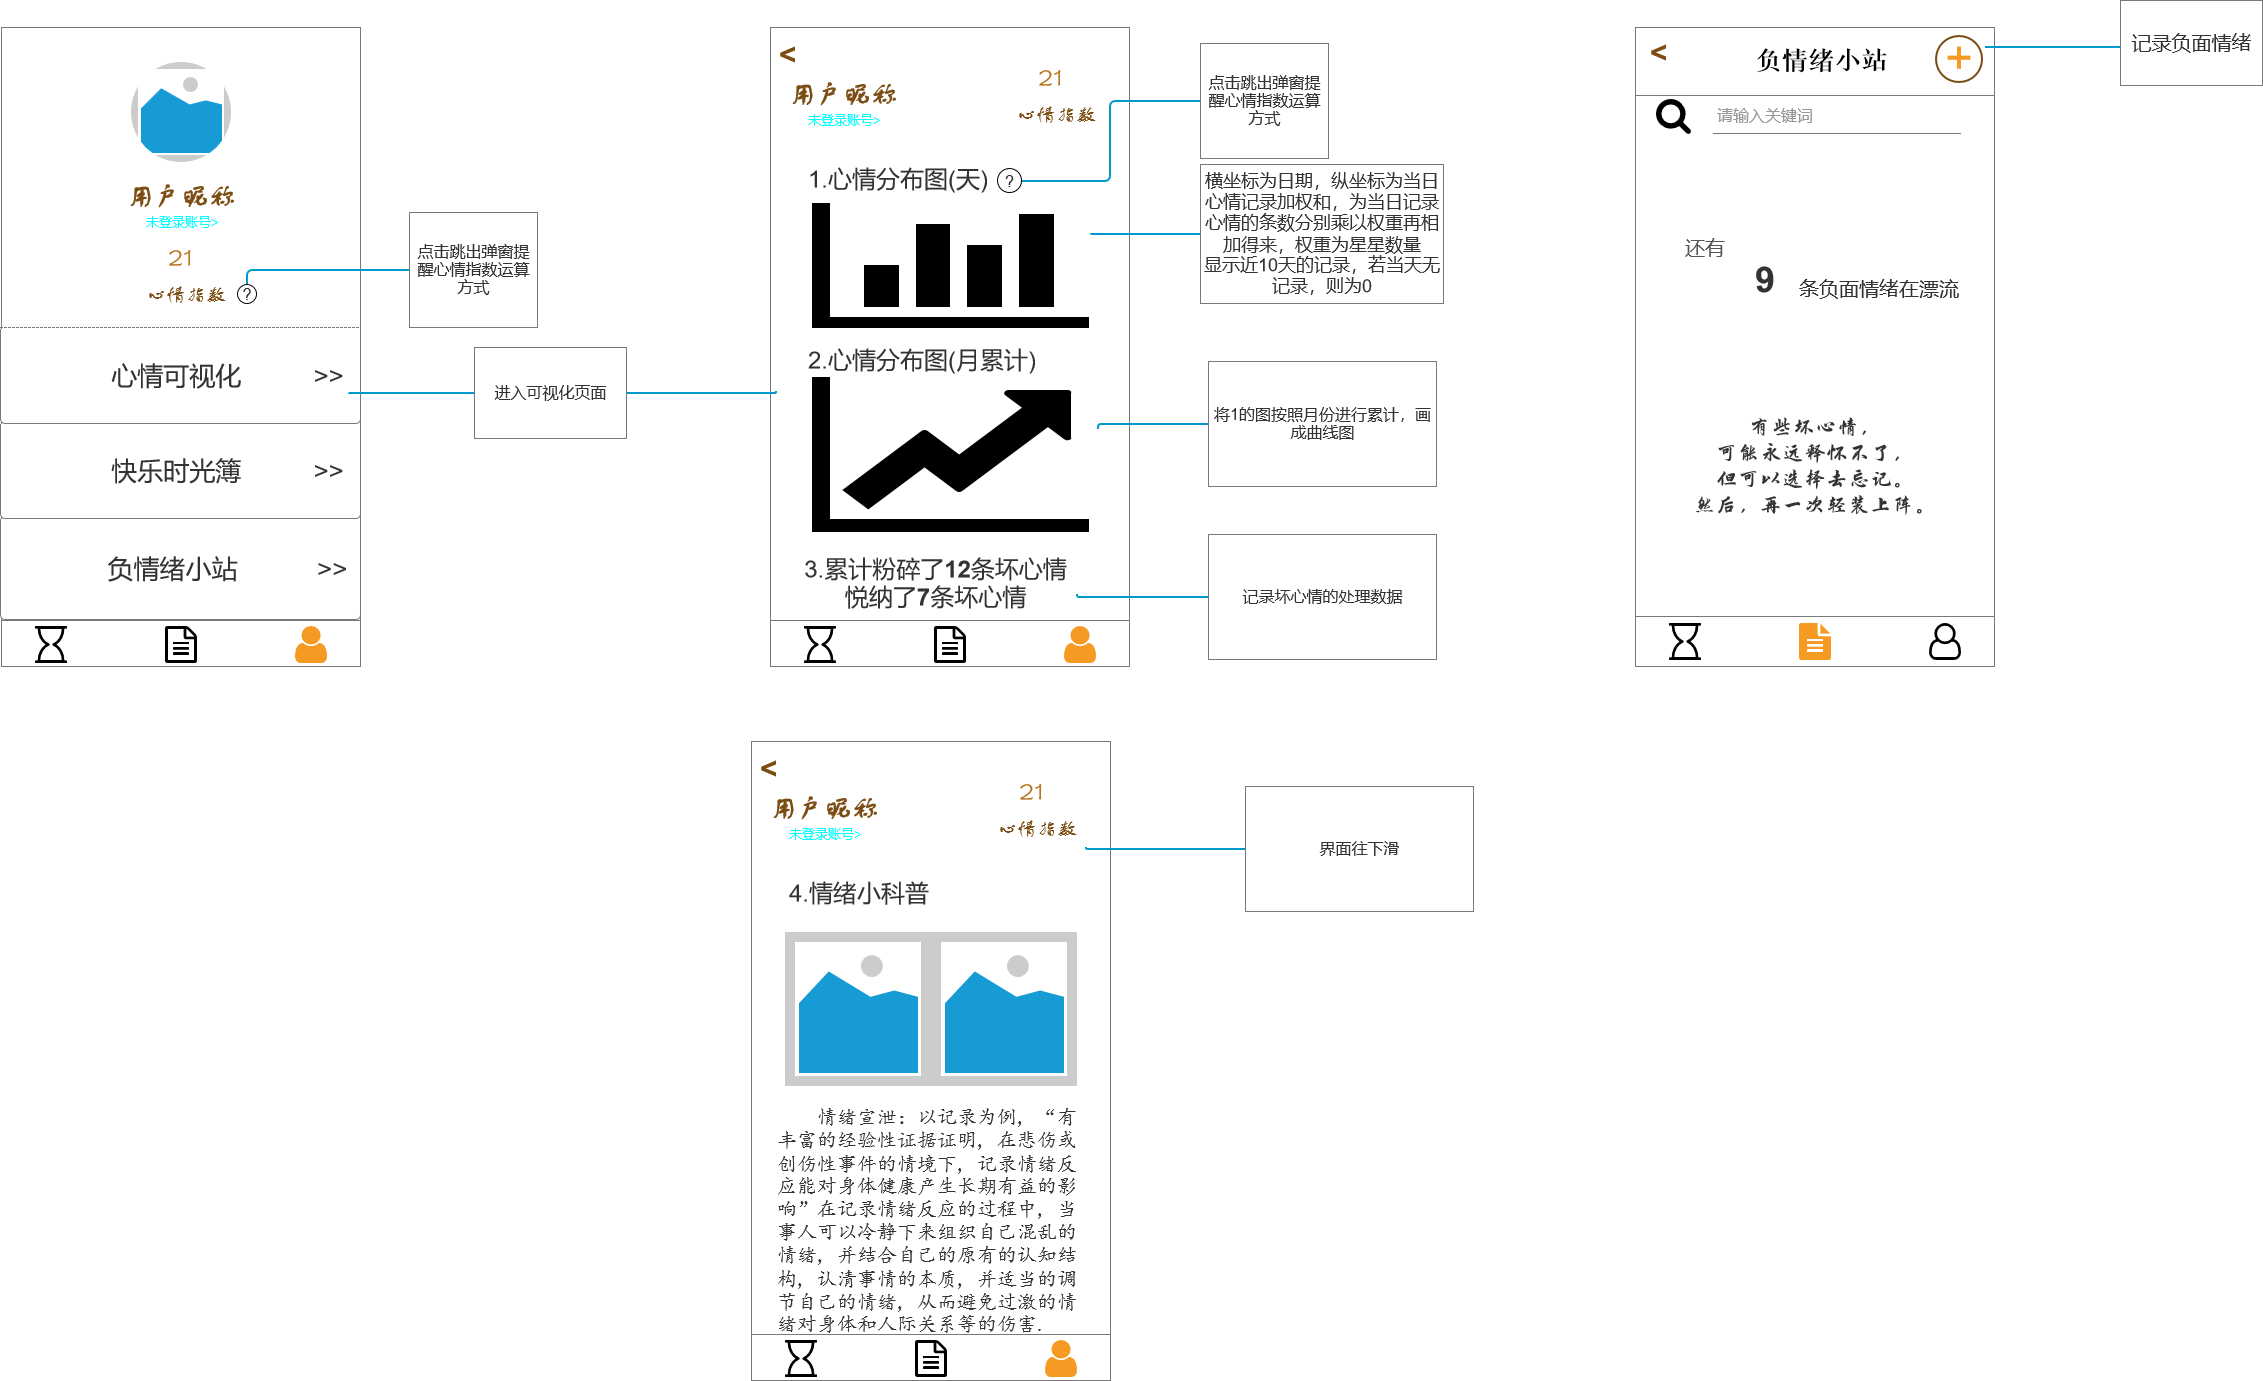 用户昵称
未登录账号>
21
心情指数
?
点击跳出弹窗提
醒心情指数运算
方式
心情可视化 >>
快乐时光簿 >>
负情绪小站 >>
进入可视化页面
<
用户昵称
未登录账号>
21
心情指数
1.心情分布图(天)
?
点击跳出弹窗提
醒心情指数运算
方式
横坐标为日期，纵坐标为当日
心情记录加权和，为当日记录
心情的条数分别乘以权重再相
加得来，权重为星星数量
显示近10天的记录，若当天无
记录，则为0
2.心情分布图(月累计)
将1的图按照月份进行累计，画
成曲线图
3.累计粉碎了12条坏心情
悦纳了7条坏心情
记录坏心情的处理数据
<
负情绪小站
+
记录负面情绪
请输入关键词
还有
9
条负面情绪在漂流
有些坏心情，
可能永远释怀不了，
但可以选择去忘记。
然后，再一次轻装上阵。
<
用户昵称
未登录账号>
21
心情指数
界面往下滑
4.情绪小科普
情绪宣泄：以记录为例，“有
丰富的经验性证据证明，在悲伤或
创伤性事件的情境下，记录情绪反
应能对身体健康产生长期有益的影
响”在记录情绪反应的过程中，当
事人可以冷静下来组织自己混乱的
情绪，并结合自己的原有的认知结
构，认清事情的本质，并适当的调
节自己的情绪，从而避免过激的情
绪对身体和人际关系等的伤害.